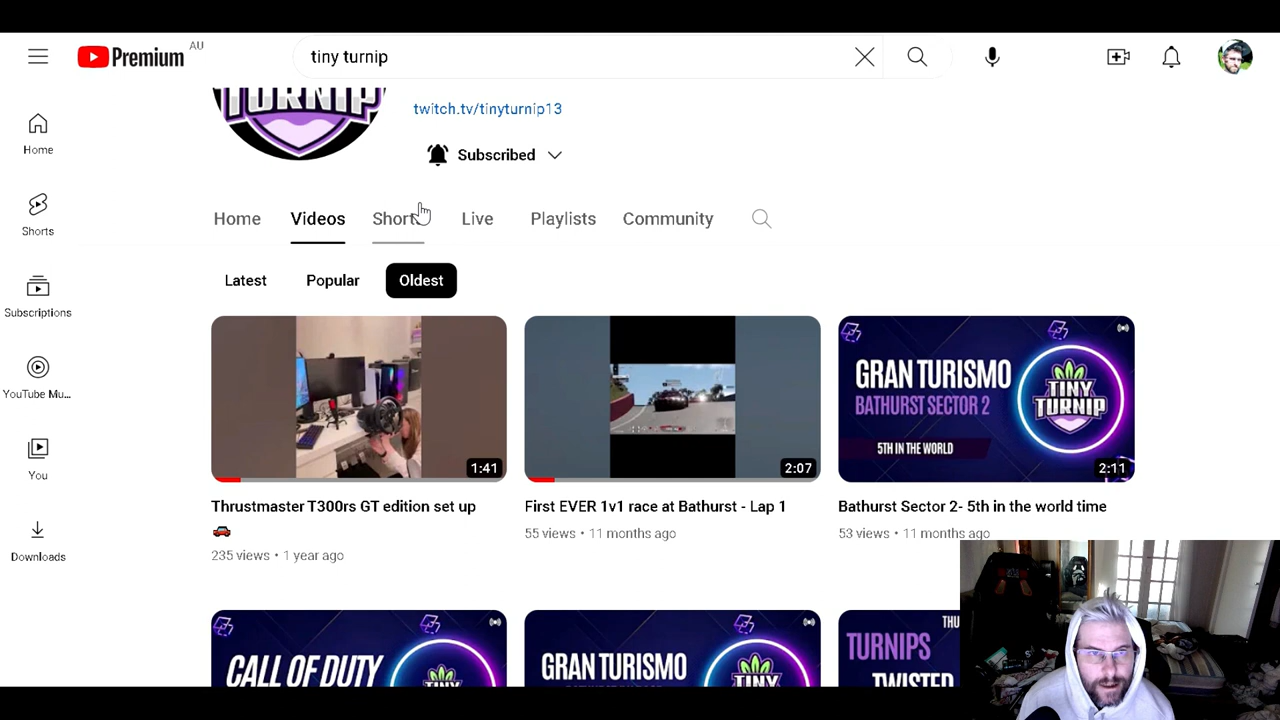 Premium AU
tiny turnip
TURNIP
twitch.tv/tinyturnip13
Subscribed
Home
Shorts
Subscriptions
YouTube Mu...
You
Downloads
Home Videos Shorts Live Playlists Community
Latest Popular Oldest
1:41
2:07
GRAN TURISMO
BATHURST SECTOR 2
5TH IN THE WORLD
TINY
TURNIP
2:11
Thrustmaster T300rs GT edition set up
235 views • 1 year ago
First EVER 1v1 race at Bathurst - Lap 1
55 views • 11 months ago
Bathurst Sector 2- 5th in the world time
53 views • 11 months ago
CALL OF DUTY
GRAN TURISMO
TURNIPS
TWISTED